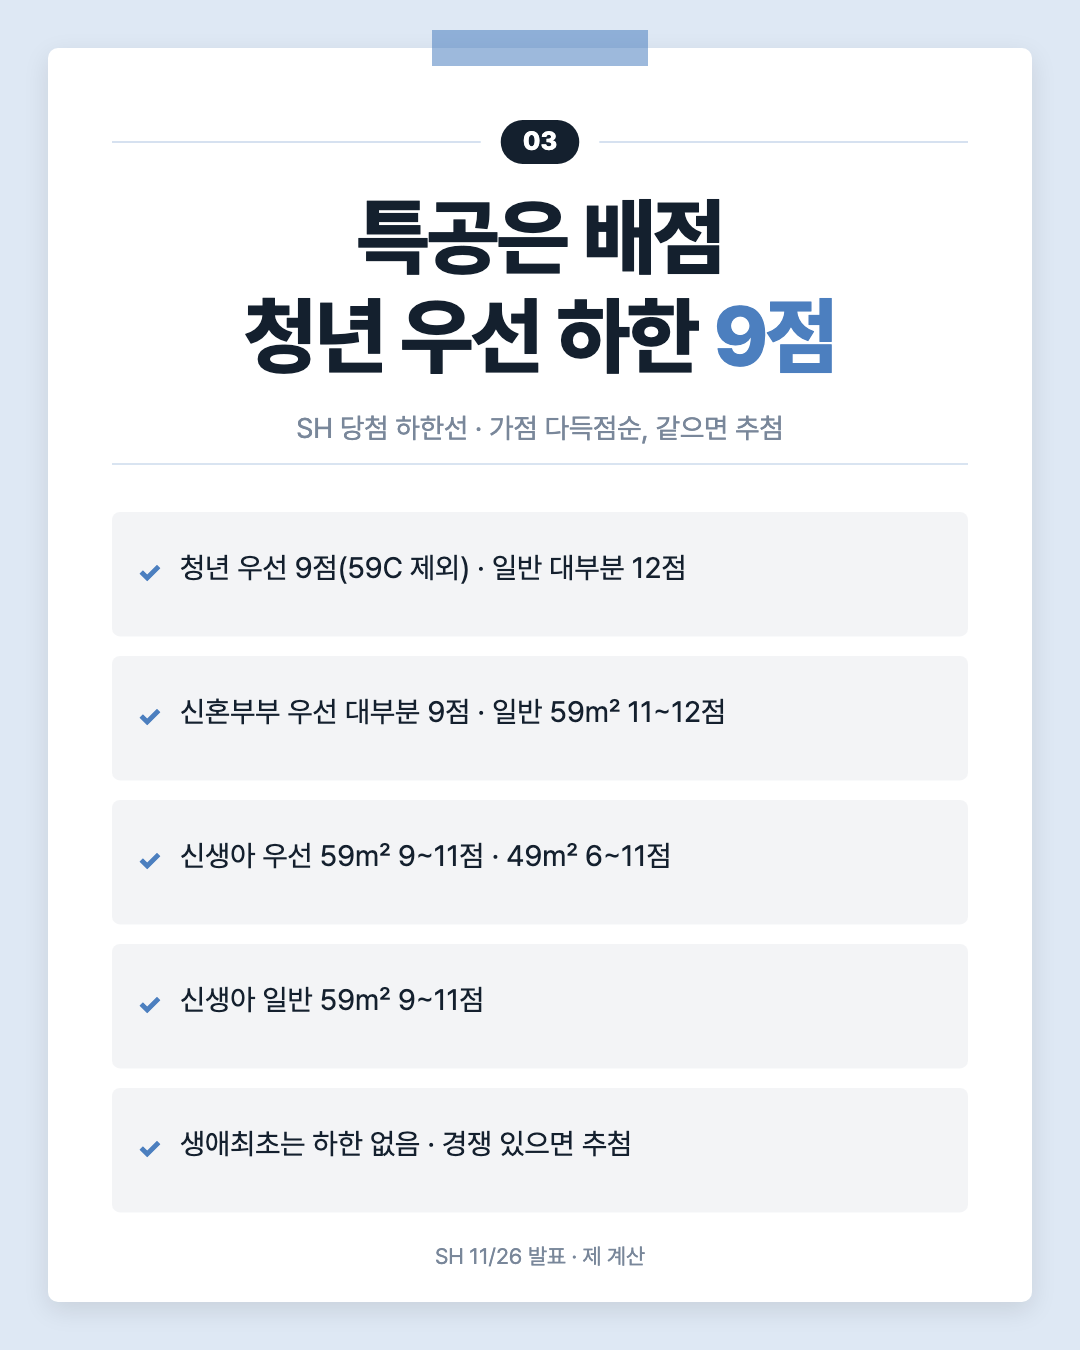 03
특공은 배점
청년 우선 하한 9점
SH 당첨 하한선 · 가점 다득점순, 같으면 추첨
청년 우선 9점(59C 제외) · 일반 대부분 12점
신혼부부 우선 대부분 9점 · 일반 59m² 11~12점
신생아 우선 59m² 9~11점 · 49m² 6~11점
신생아 일반 59m² 9~11점
생애최초는 하한 없음 · 경쟁 있으면 추첨
SH 11/26 발표 · 제 계산